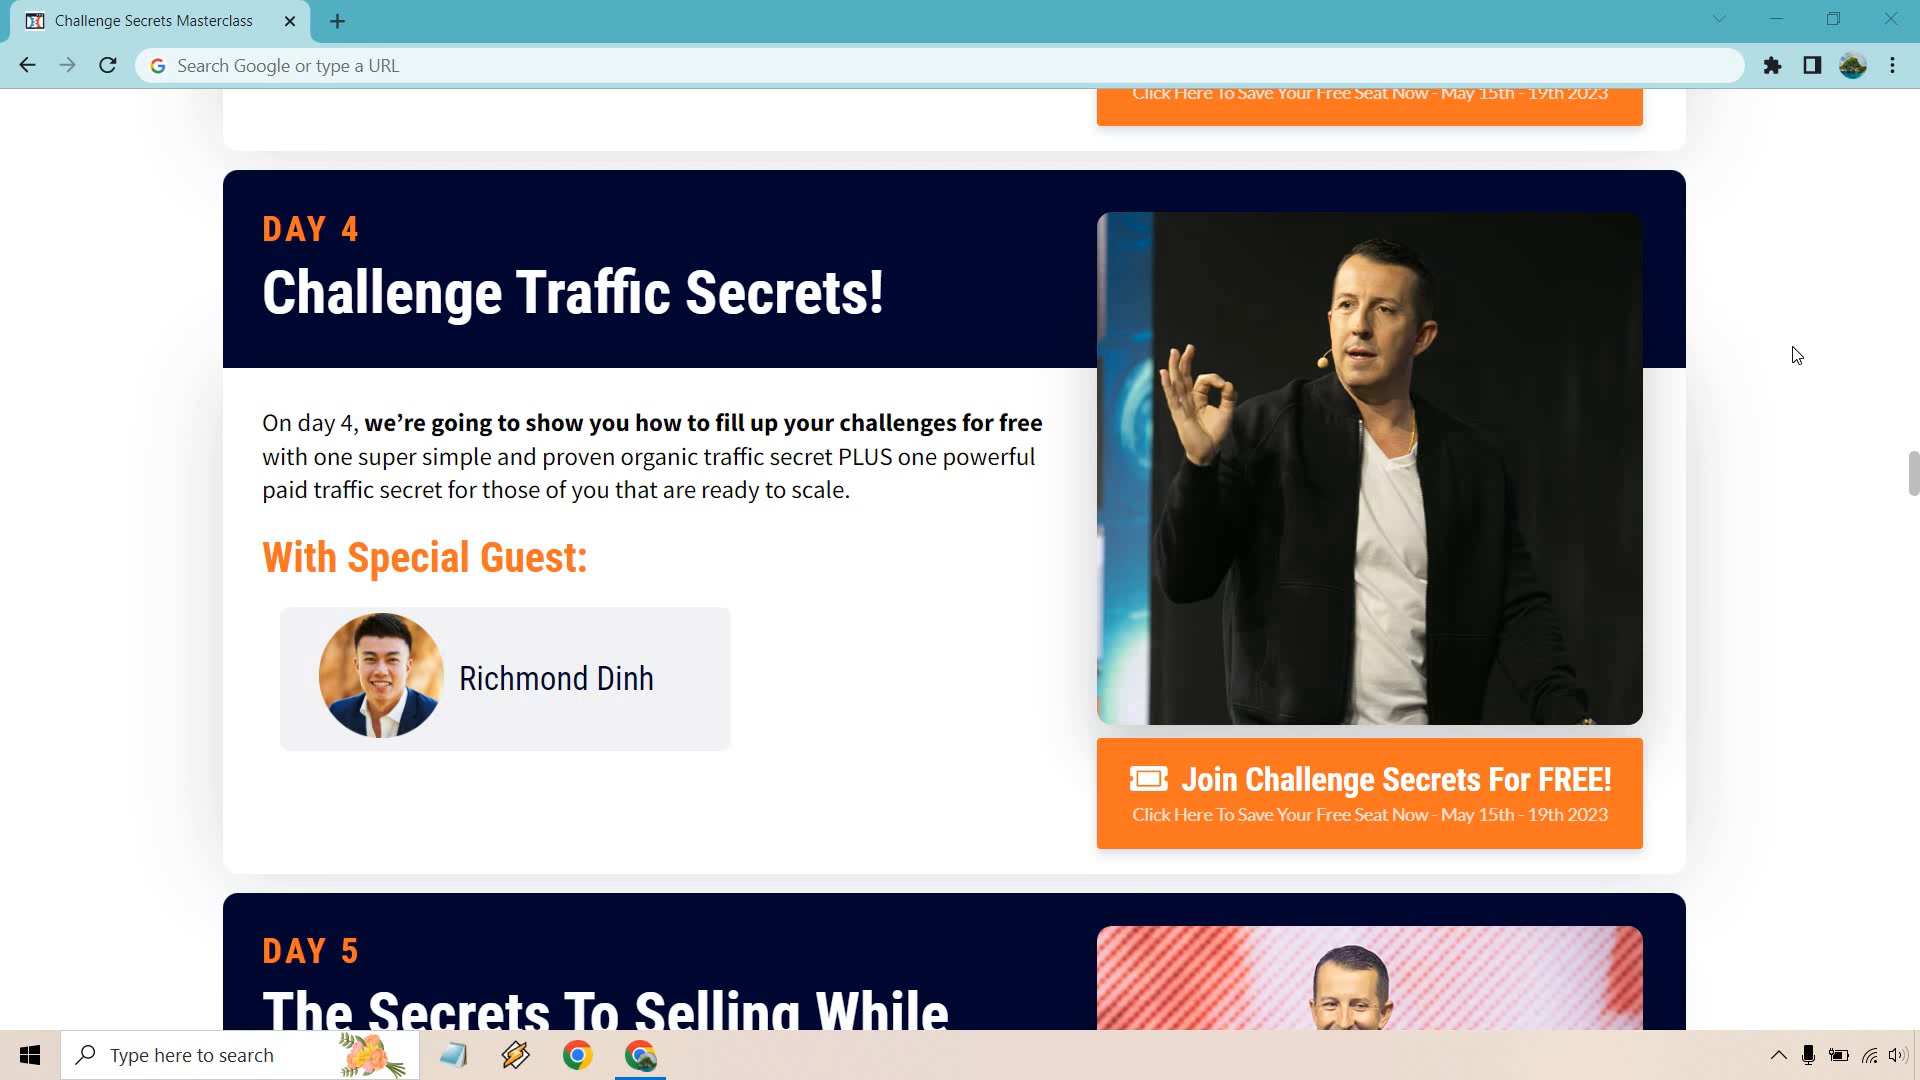 Challenge Secrets Masterclass
Search Google or type a URL
Click Here To Save Your Free Seat Now - May 15th - 19th 2023
DAY 4
Challenge Traffic Secrets!
On day 4, we’re going to show you how to fill up your challenges for free
with one super simple and proven organic traffic secret PLUS one powerful
paid traffic secret for those of you that are ready to scale.
With Special Guest:
Richmond Dinh
Join Challenge Secrets For FREE!
Click Here To Save Your Free Seat Now - May 15th - 19th 2023
DAY 5
The Secrets To Selling While
Type here to search